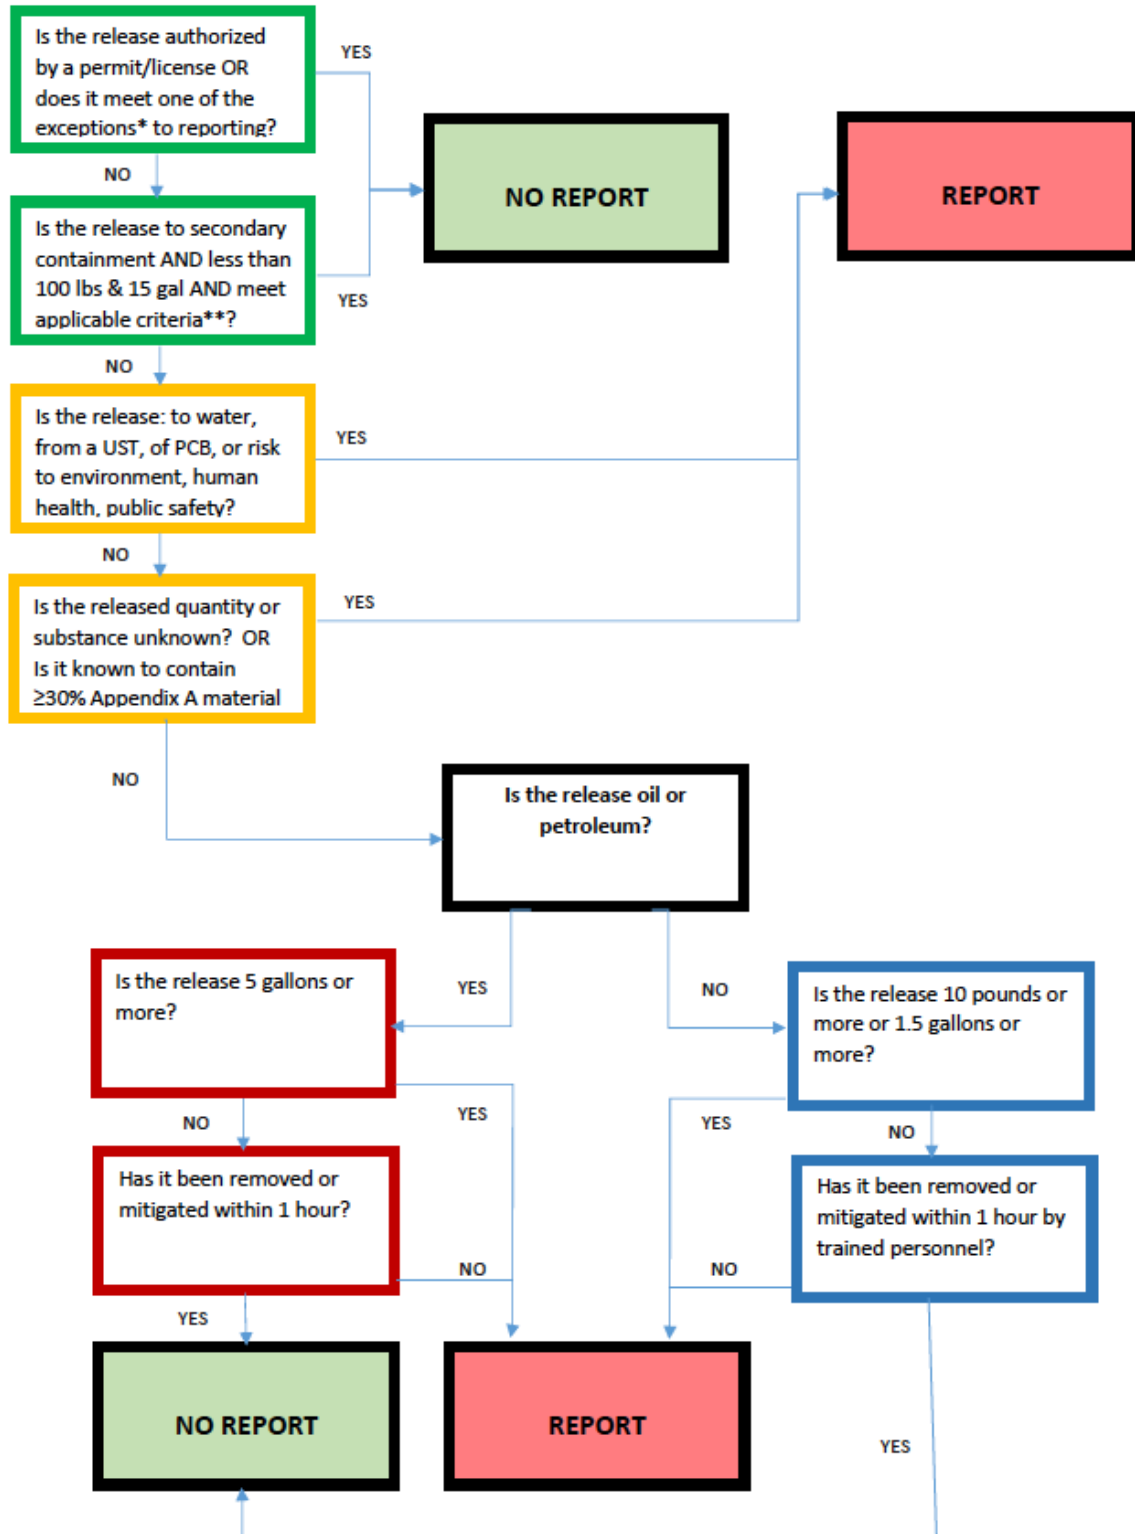 Is the release authorized
by a permit/license OR
does it meet one of the
exceptions* to reporting?
YES
NO
NO REPORT
REPORT
Is the release to secondary
containment AND less than
100 lbs & 15 gal AND meet
applicable criteria**?
YES
NO
Is the release: to water,
from a UST, of PCB, or risk
to environment, human
health, public safety?
YES
NO
Is the released quantity or
substance unknown? OR
Is it known to contain
≥30% Appendix A material
YES
NO
Is the release oil or
petroleum?
YES
NO
Is the release 5 gallons or
more?
YES
NO
Is the release 10 pounds or
more or 1.5 gallons or
more?
YES
NO
Has it been removed or
mitigated within 1 hour?
NO
YES
Has it been removed or
mitigated within 1 hour by
trained personnel?
NO
YES
NO REPORT
REPORT